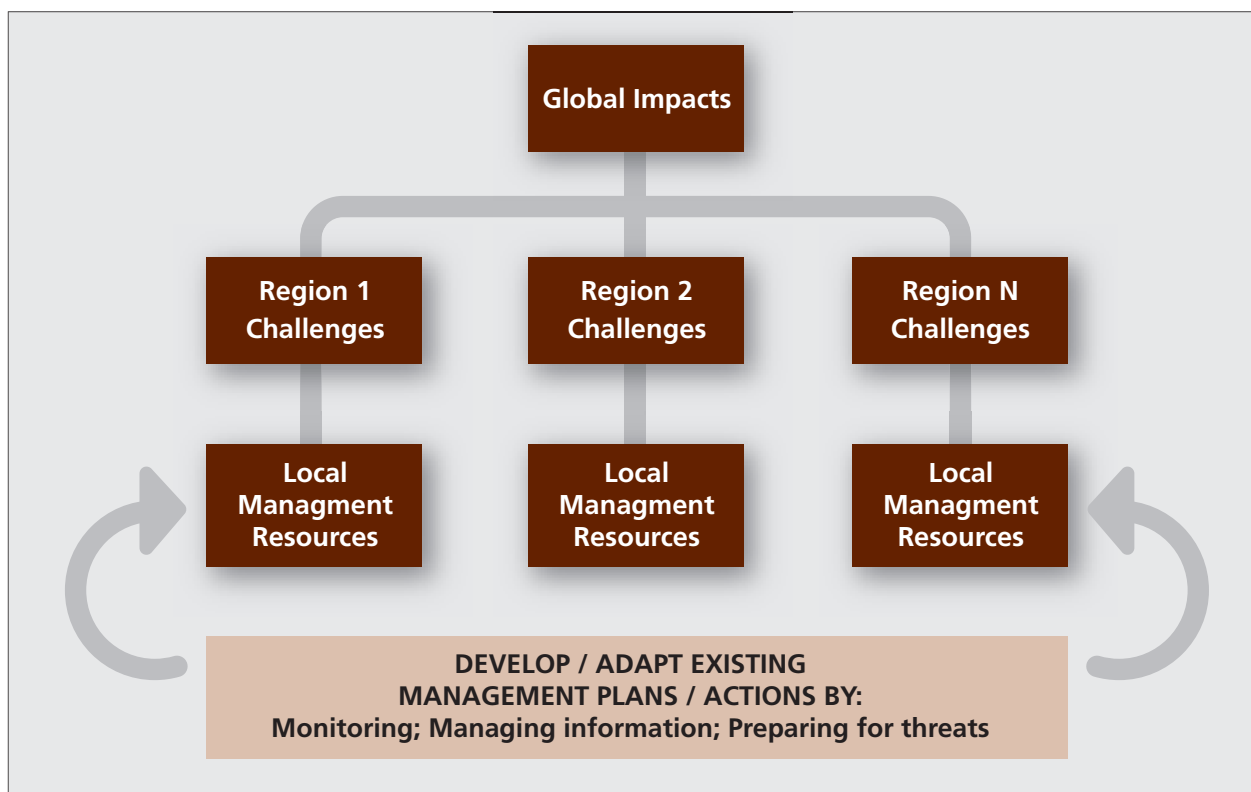 Global Impacts
Region 1
Challenges
Region 2
Challenges
Region N
Challenges
Local
Managment
Resources
Local
Managment
Resources
Local
Managment
Resources
DEVELOP / ADAPT EXISTING
MANAGEMENT PLANS / ACTIONS BY:
Monitoring; Managing information; Preparing for threats